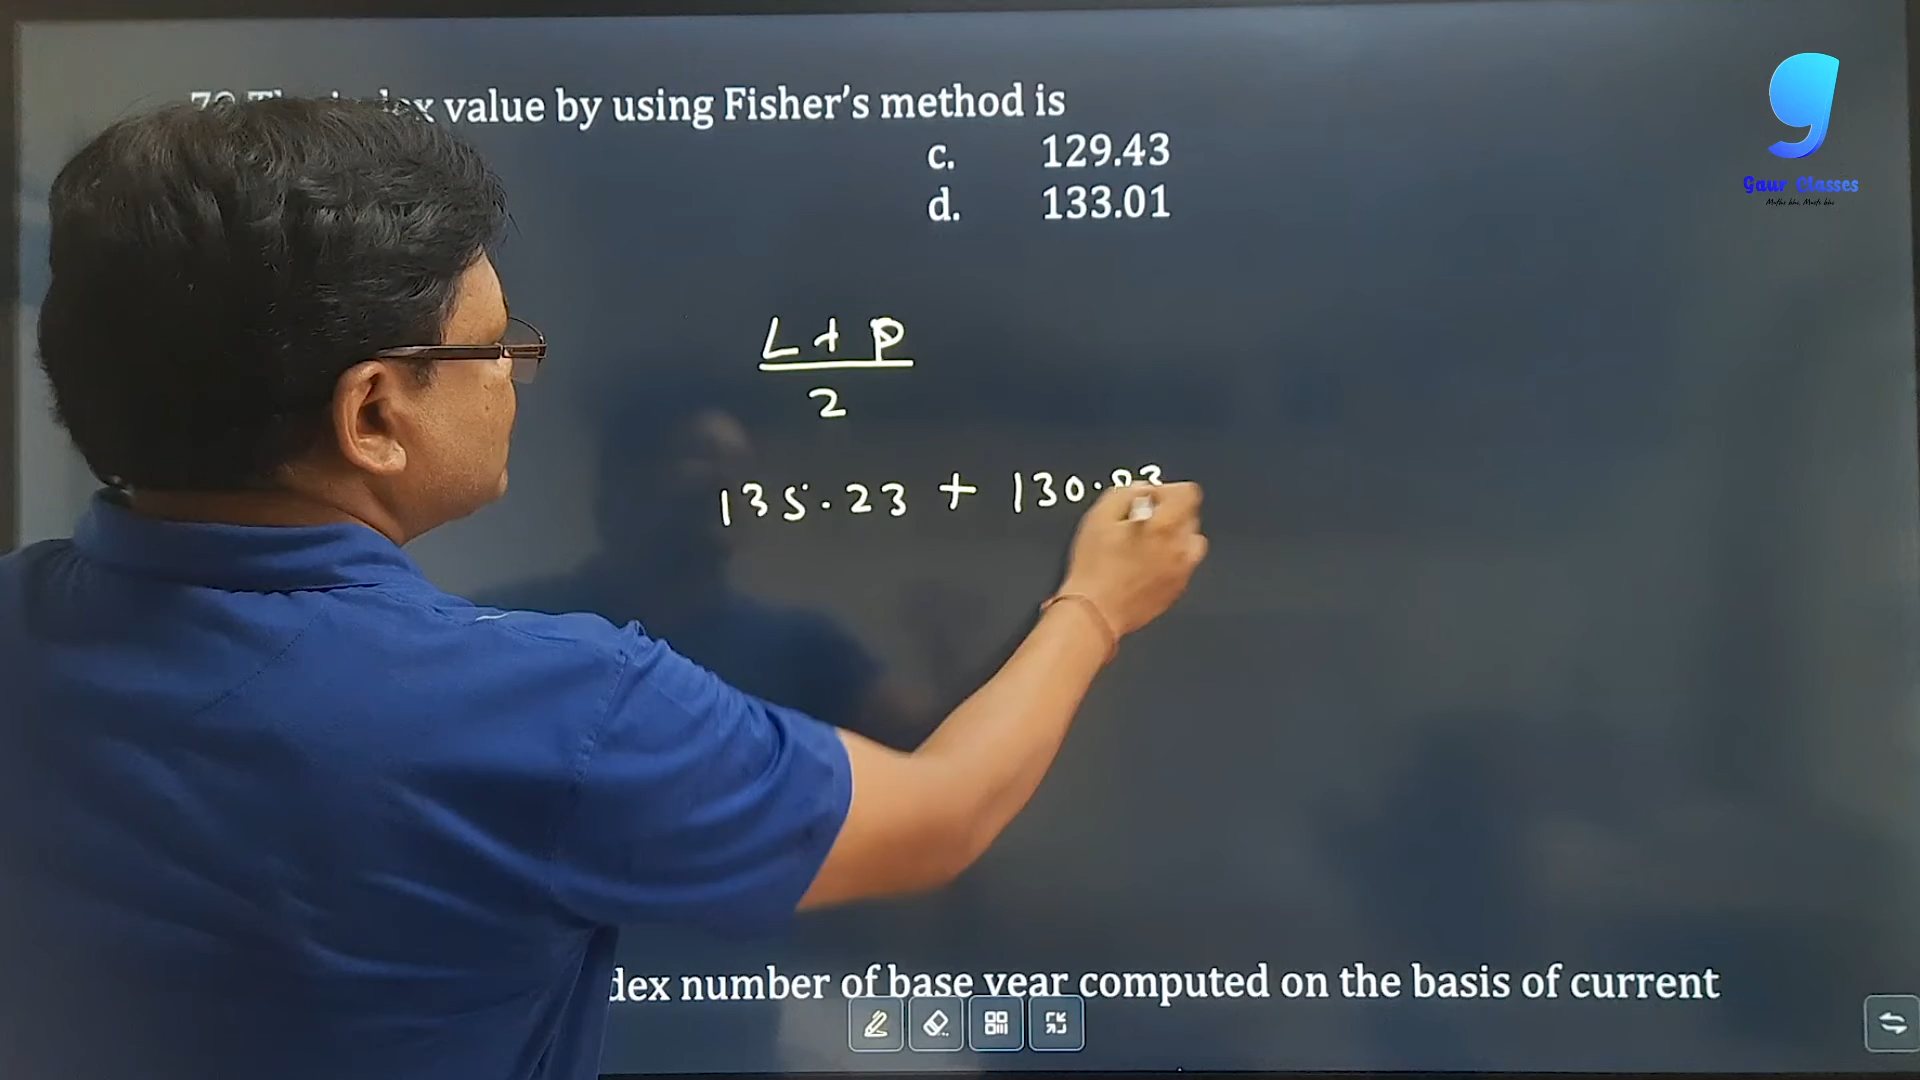 value by using Fisher's method is
c. 129.43
d. 133.01
g
Gaur Classes
L + P
2
135.23 + 130.83
dex number of base year computed on the basis of current